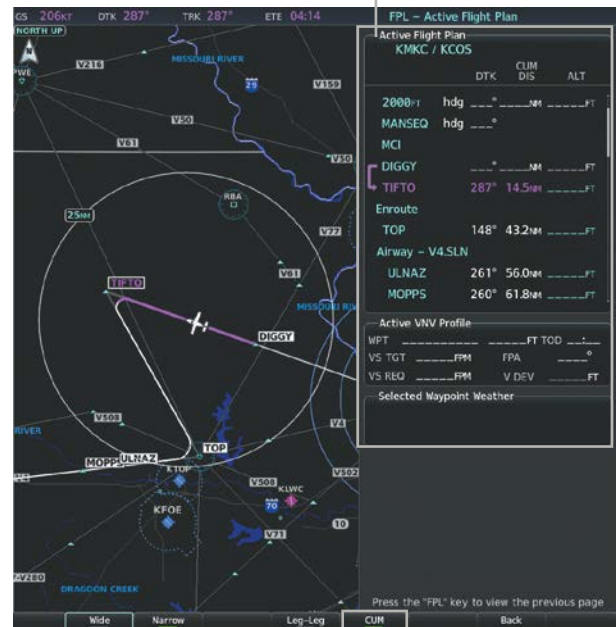 GS 206KT DTK 287° TRK 287° ETE 04:14 FPL – Active Flight Plan
NORTH UP
PWE
V216
MISSOURI RIVER
29
V159
V50
V61
V50
RBA
25NM
V77
TIFTO
V61
MISSOURI RIV
DIGGY
V508
V4
RIVER
TOP
MOPPS
ULNAZ
KTOP
V508
V502
KLWC
70
KFOE
10
V71
V280
DRAGOON CREEK
Active Flight Plan
KMKC / KCOS
DTK CUM DIS ALT
2000FT hdg ___° _____NM _____FT
MANSEQ hdg ___°
MCI
DIGGY ___° _____NM _____FT
TIFTO 287° 14.5NM _____FT
Enroute
TOP 148° 43.2NM _____FT
Airway – V4.SLN
ULNAZ 261° 56.0NM _____FT
MOPPS 260° 61.8NM _____FT
Active VNV Profile
WPT __________ _____FT TOD __:__
VS TGT _____FPM FPA ____°
VS REQ _____FPM V DEV _____FT
Selected Waypoint Weather
Press the "FPL" key to view the previous page
Wide Narrow Leg-Leg CUM Back